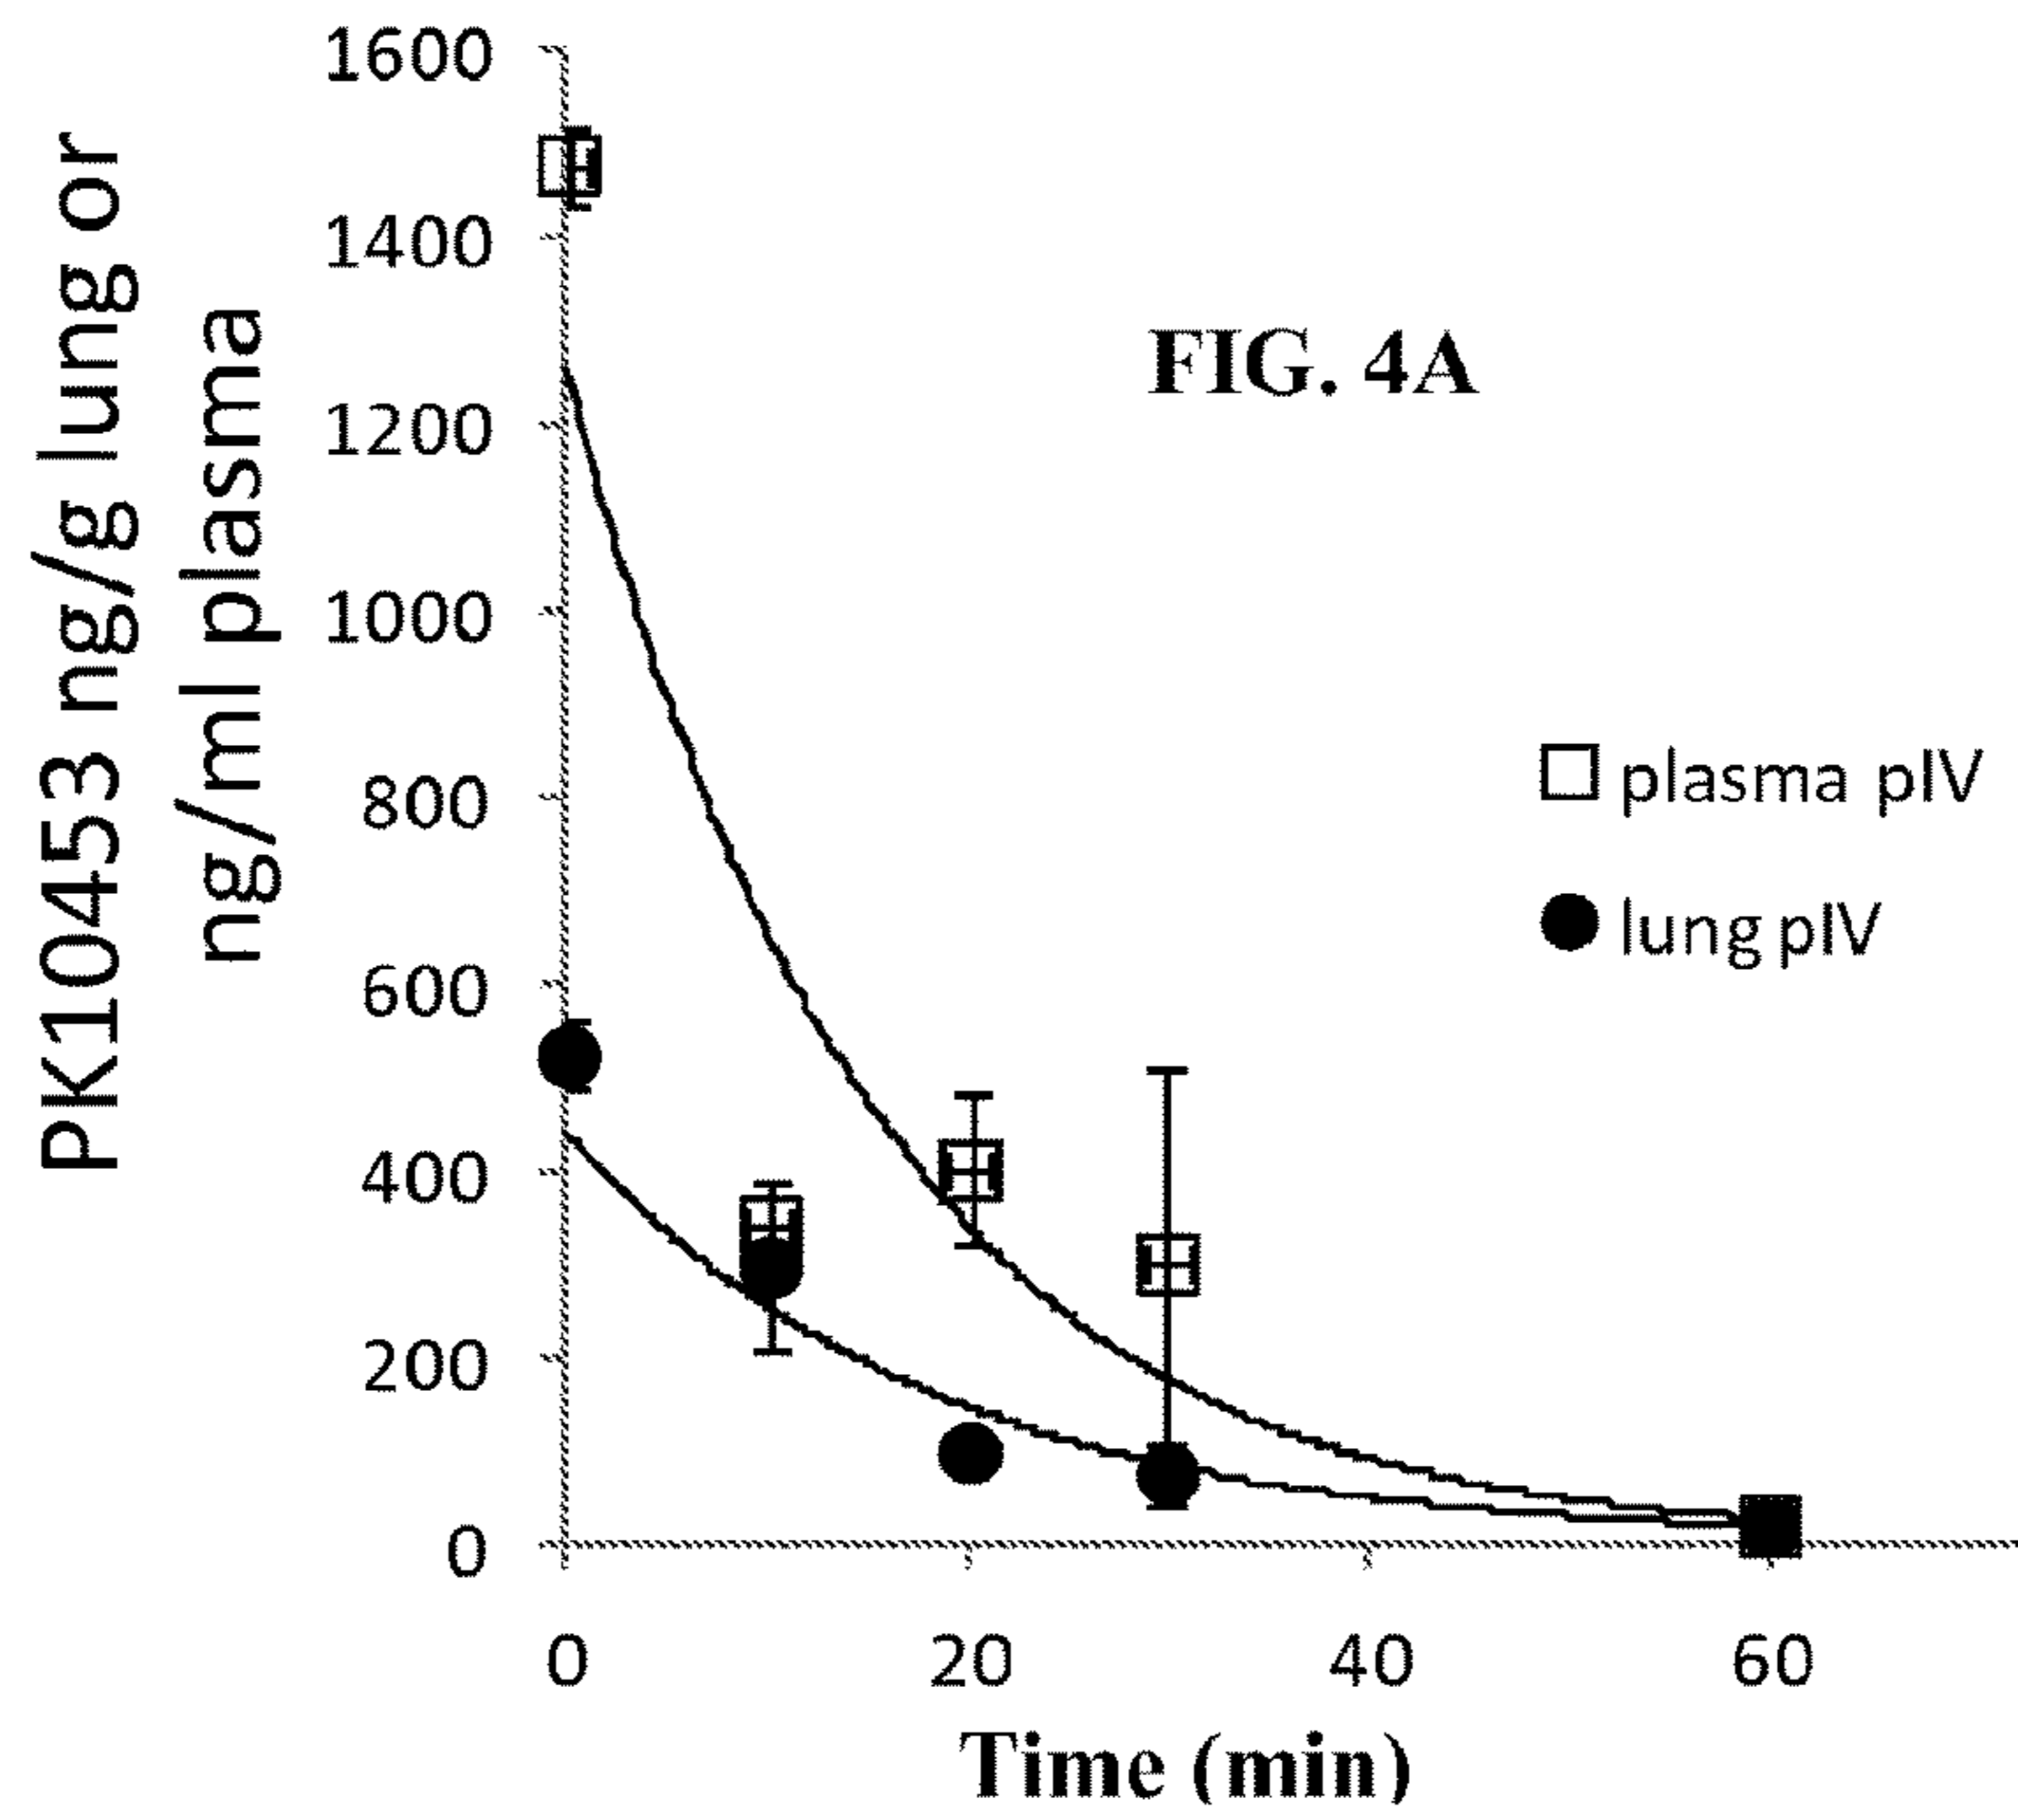 PK10453 ng/g lung or
ng/ml plasma
1600
1400
1200
1000
800
600
400
200
0
FIG. 4A
plasma pIV
lung pIV
0 20 40 60
Time (min)